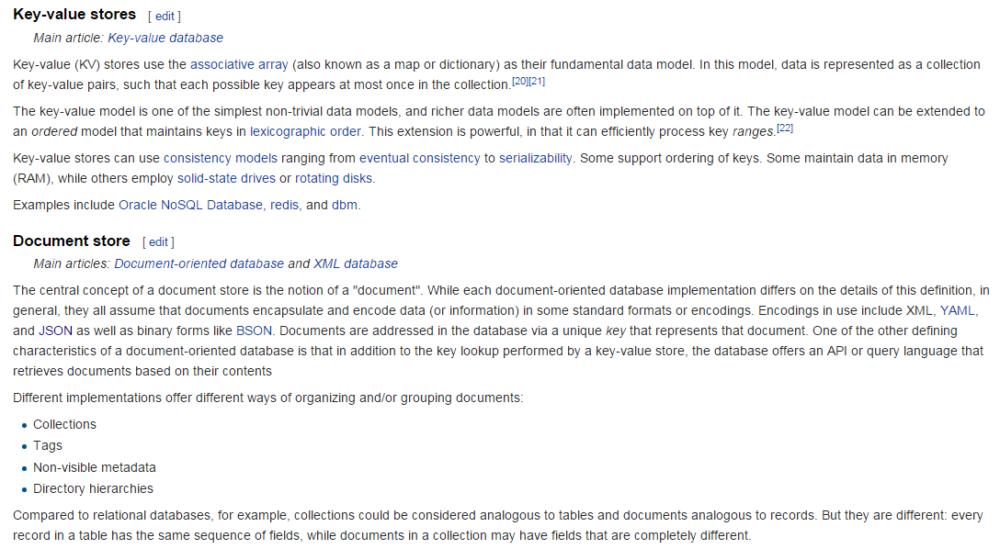 Key-value stores [ edit ]
Main article: Key-value database
Key-value (KV) stores use the associative array (also known as a map or dictionary) as their fundamental data model. In this model, data is represented as a collection
of key-value pairs, such that each possible key appears at most once in the collection.[20][21]
The key-value model is one of the simplest non-trivial data models, and richer data models are often implemented on top of it. The key-value model can be extended to
an ordered model that maintains keys in lexicographic order. This extension is powerful, in that it can efficiently process key ranges.[22]
Key-value stores can use consistency models ranging from eventual consistency to serializability. Some support ordering of keys. Some maintain data in memory
(RAM), while others employ solid-state drives or rotating disks.
Examples include Oracle NoSQL Database, redis, and dbm.
Document store [ edit ]
Main articles: Document-oriented database and XML database
The central concept of a document store is the notion of a "document". While each document-oriented database implementation differs on the details of this definition, in
general, they all assume that documents encapsulate and encode data (or information) in some standard formats or encodings. Encodings in use include XML, YAML,
and JSON as well as binary forms like BSON. Documents are addressed in the database via a unique key that represents that document. One of the other defining
characteristics of a document-oriented database is that in addition to the key lookup performed by a key-value store, the database offers an API or query language that
retrieves documents based on their contents
Different implementations offer different ways of organizing and/or grouping documents:
• Collections
• Tags
• Non-visible metadata
• Directory hierarchies
Compared to relational databases, for example, collections could be considered analogous to tables and documents analogous to records. But they are different: every
record in a table has the same sequence of fields, while documents in a collection may have fields that are completely different.